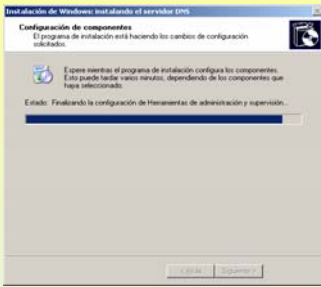 Instalación de Windows: instalando el servidor DNS
Configuración de componentes
El programa de instalación está haciendo los cambios de configuración
solicitados.
Espere mientras el programa de instalación configura los componentes.
Esto puede tardar varios minutos, dependiendo de los componentes que
haya seleccionado.
Estado: Finalizando la configuración de Herramientas de administración y supervisión...
< Atrás Siguiente >